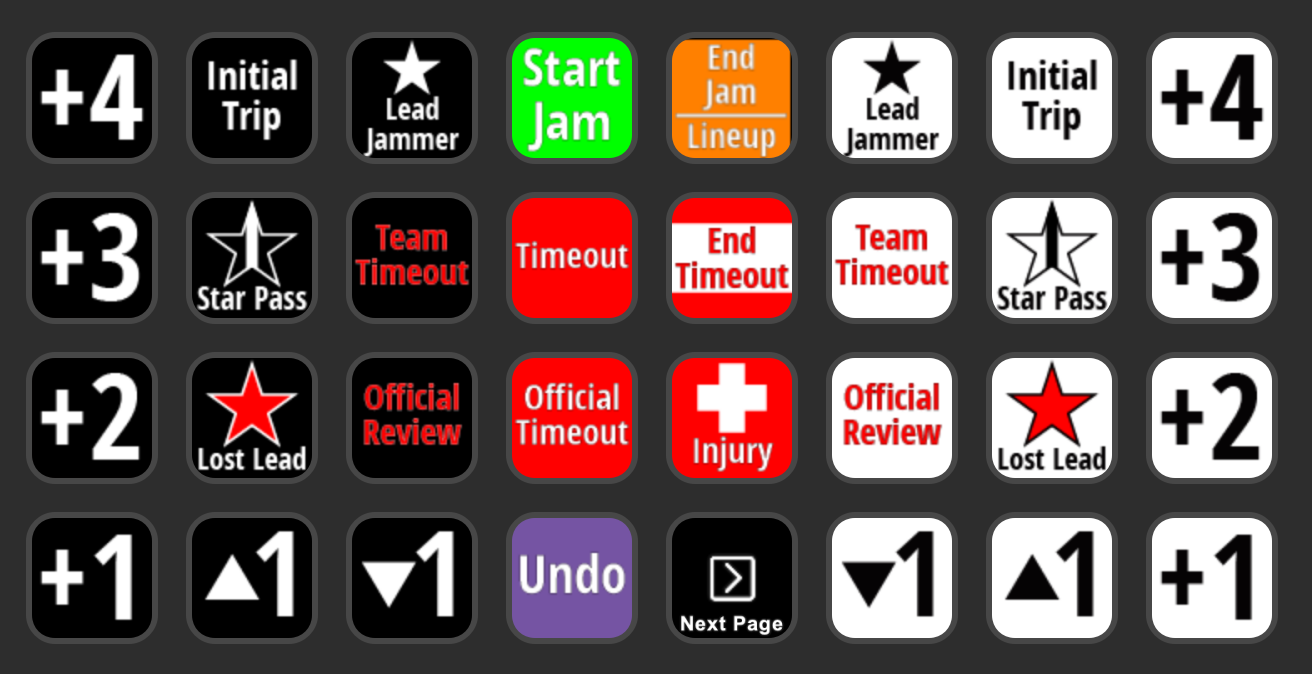 +4
Initial
Trip
Lead
Jammer
Start
Jam
End
Jam
Lineup
Lead
Jammer
Initial
Trip
+4
+3
Star Pass
Team
Timeout
Timeout
End
Timeout
Team
Timeout
Star Pass
+3
+2
Lost Lead
Official
Review
Official
Timeout
Injury
Official
Review
Lost Lead
+2
+1
▲1
▼1
Undo
Next Page
▼1
▲1
+1